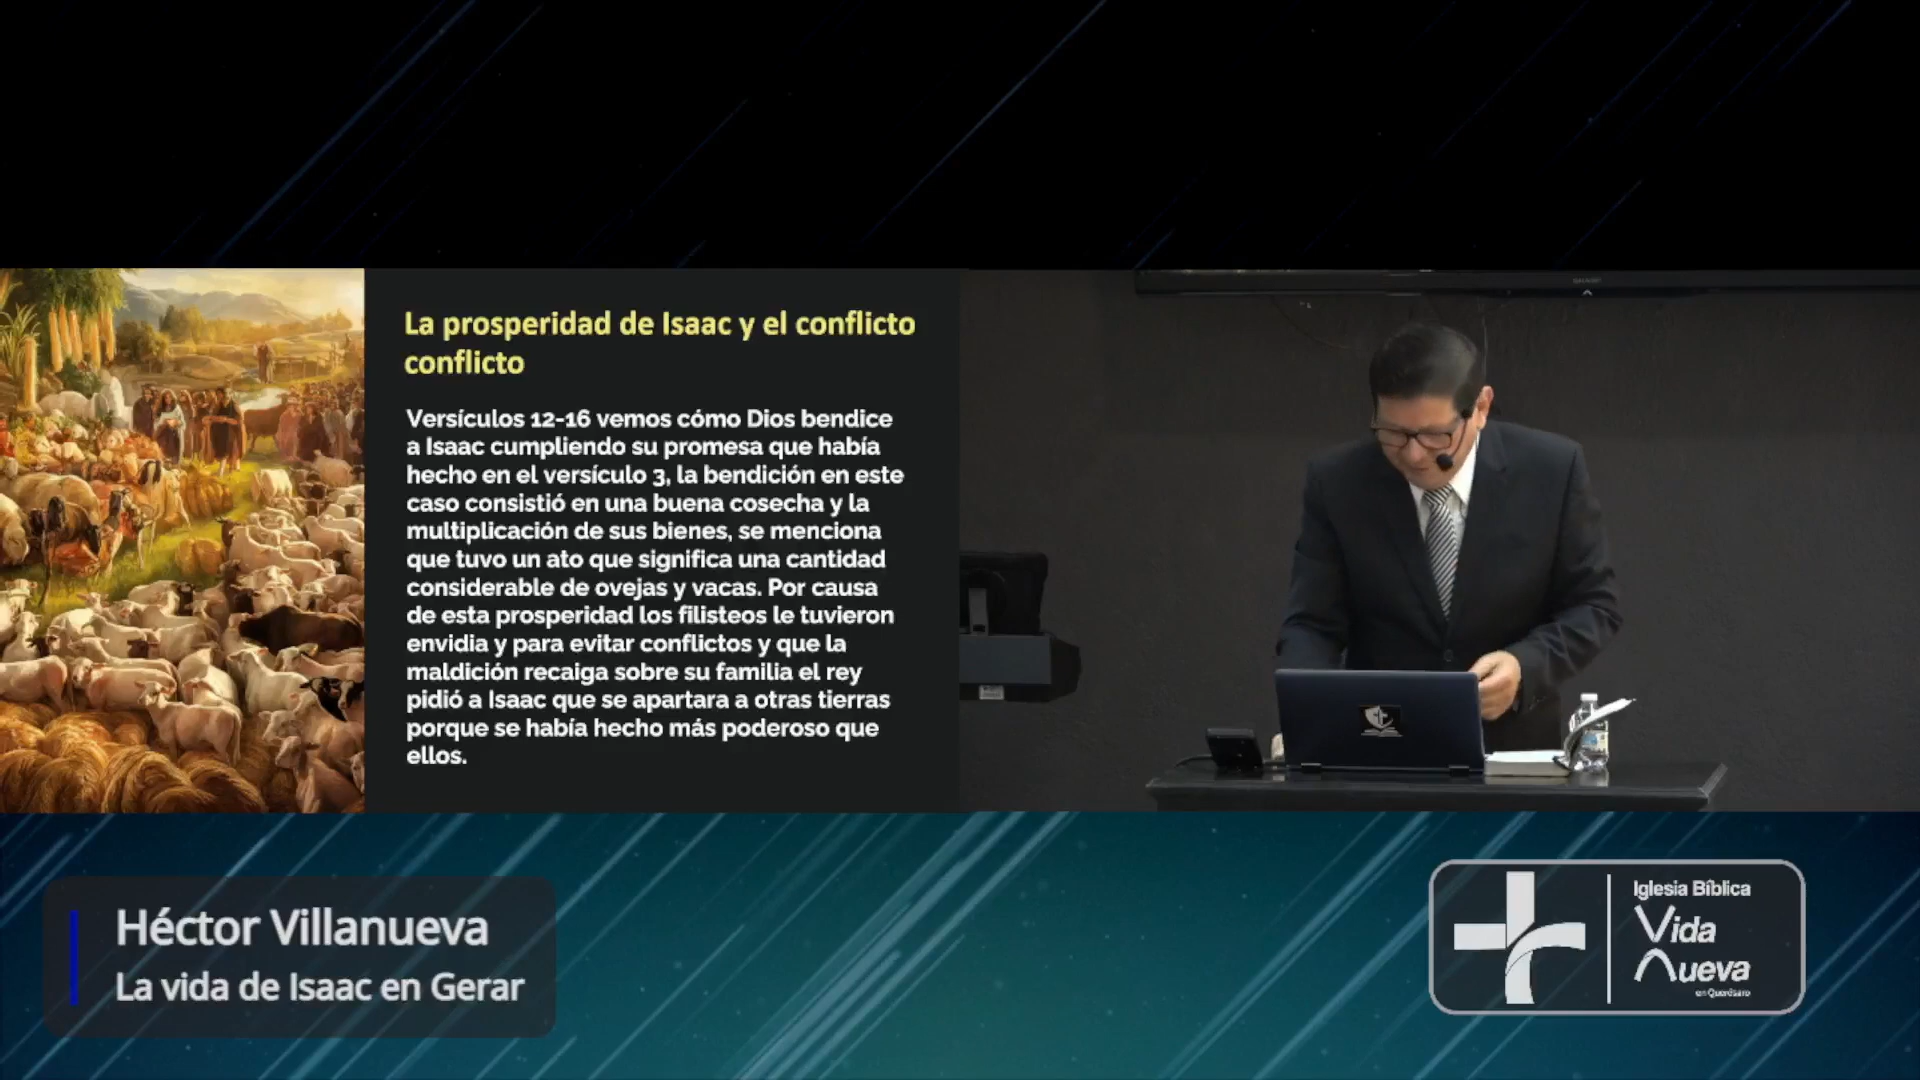 La prosperidad de Isaac y el conflicto
conflicto
Versículos 12-16 vemos cómo Dios bendice
a Isaac cumpliendo su promesa que había
hecho en el versículo 3, la bendición en este
caso consistió en una buena cosecha y la
multiplicación de sus bienes, se menciona
que tuvo un ato que significa una cantidad
considerable de ovejas y vacas. Por causa
de esta prosperidad los filisteos le tuvieron
envidia y para evitar conflictos y que la
maldición recaiga sobre su familia el rey
pidió a Isaac que se apartara a otras tierras
porque se había hecho más poderoso que
ellos.
Héctor Villanueva
La vida de Isaac en Gerar
Iglesia Bíblica
Vida
Nueva
en Querétaro